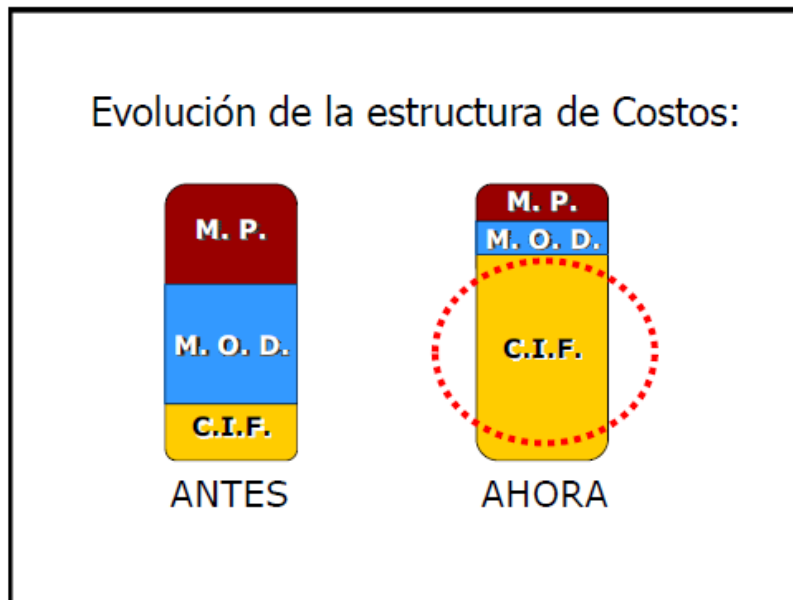 Evolución de la estructura de Costos:
M. P.
M. O. D.
C.I.F.
ANTES
M. P.
M. O. D.
C.I.F.
AHORA